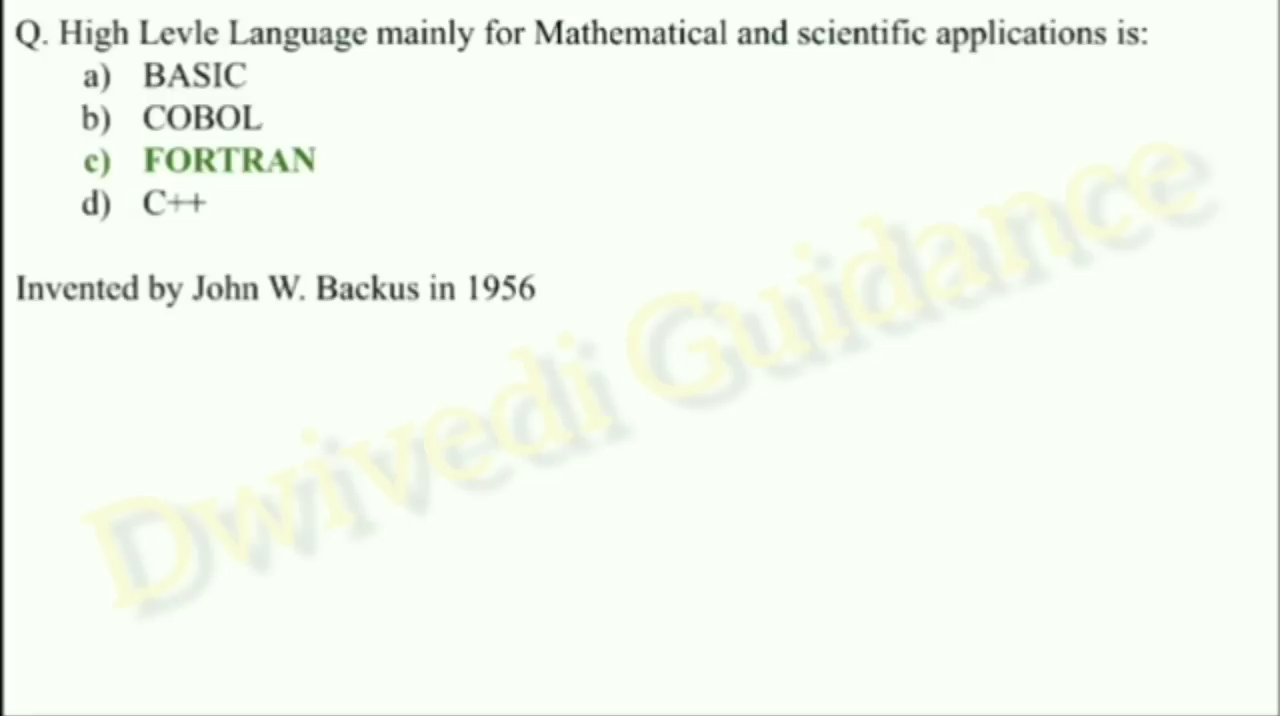 Q. High Levle Language mainly for Mathematical and scientific applications is:
a) BASIC
b) COBOL
c) FORTRAN
d) C++
Invented by John W. Backus in 1956
Dwivedi Guidance